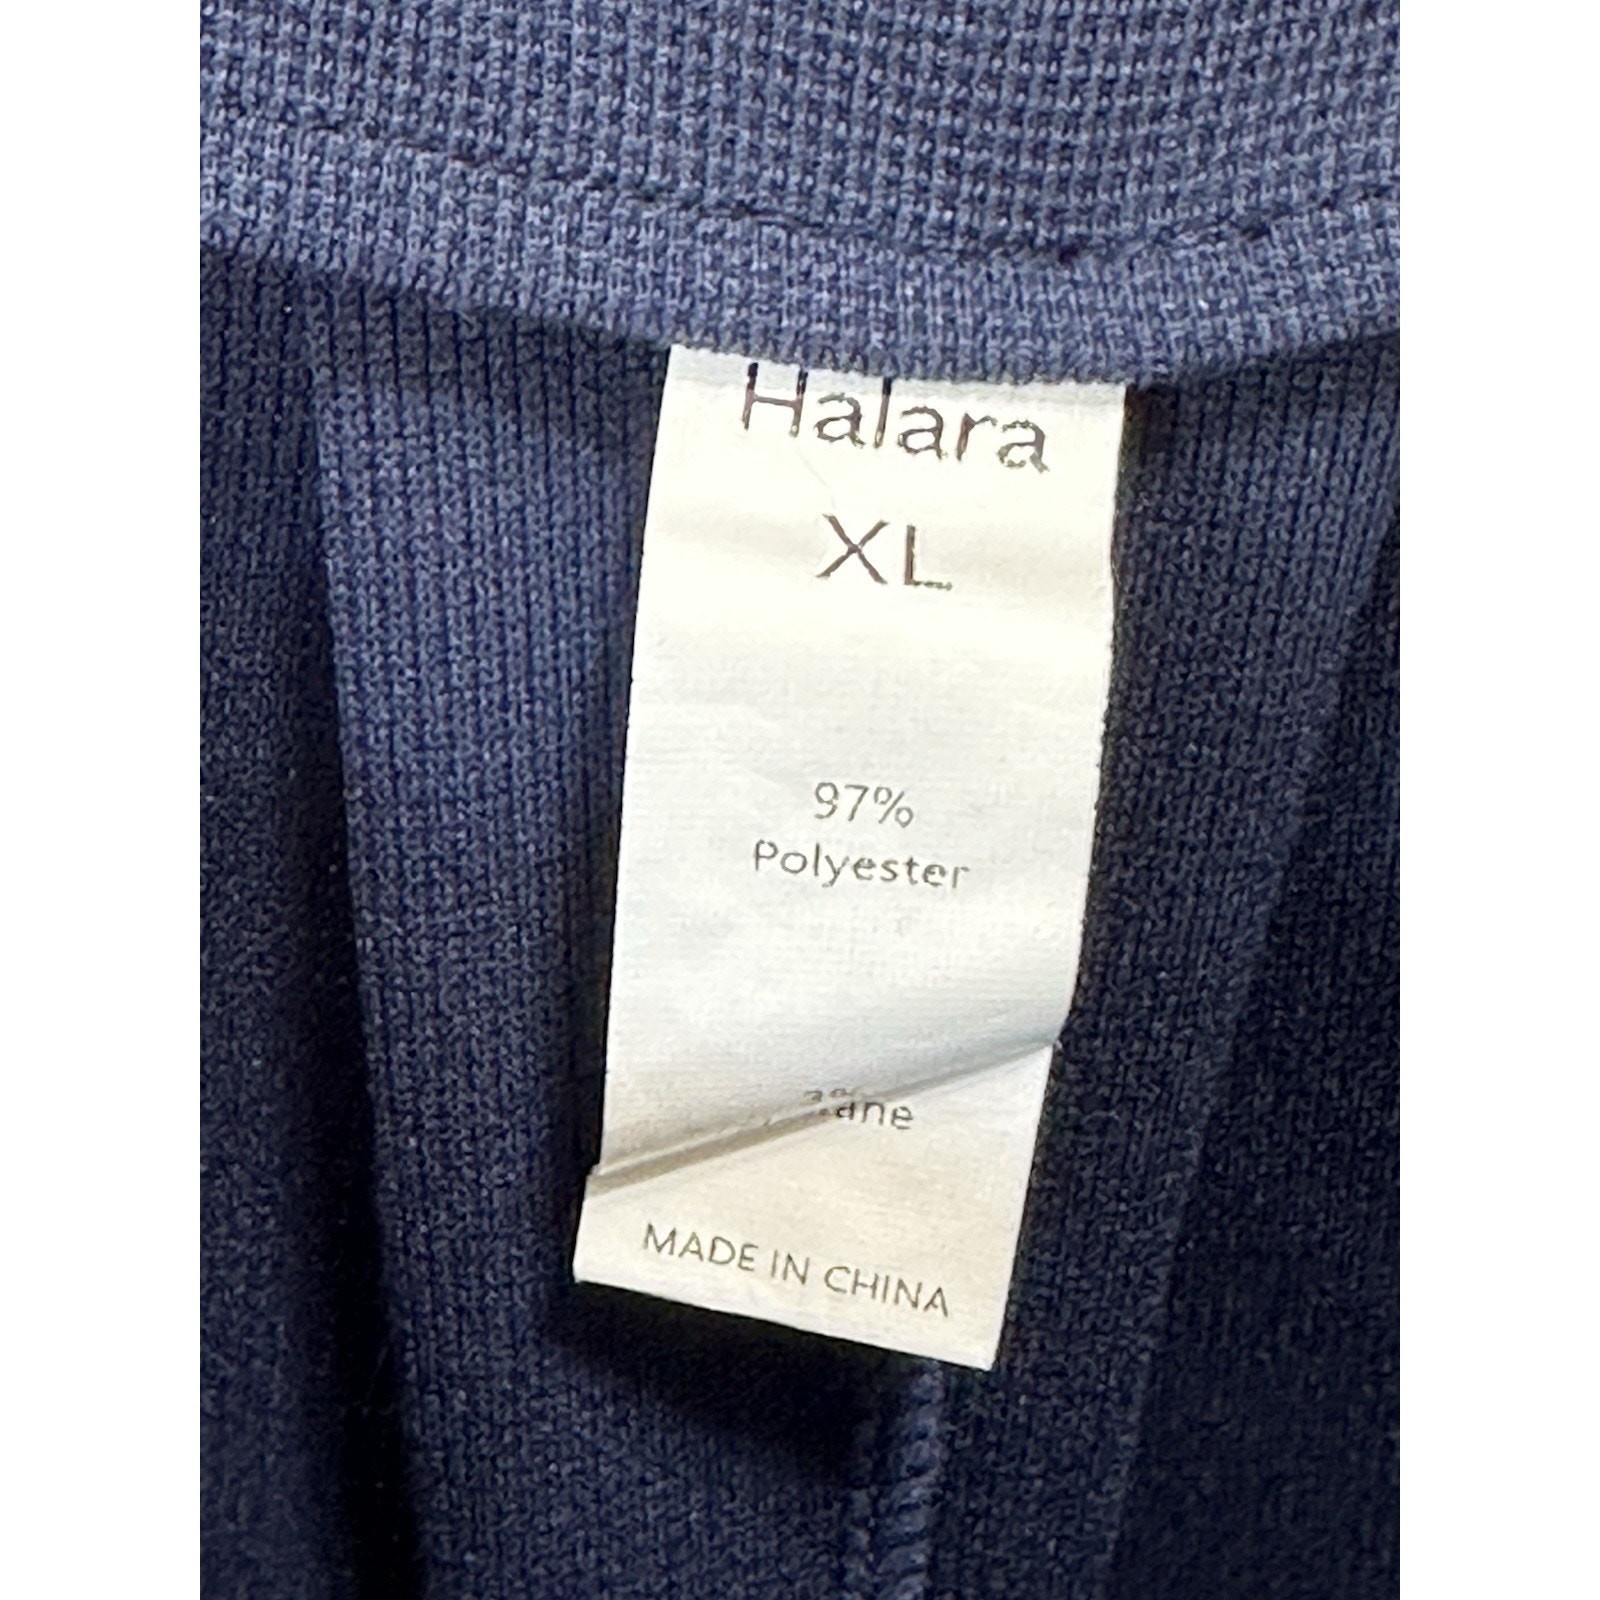 Halara
XL
97%
Polyester
MADE IN CHINA